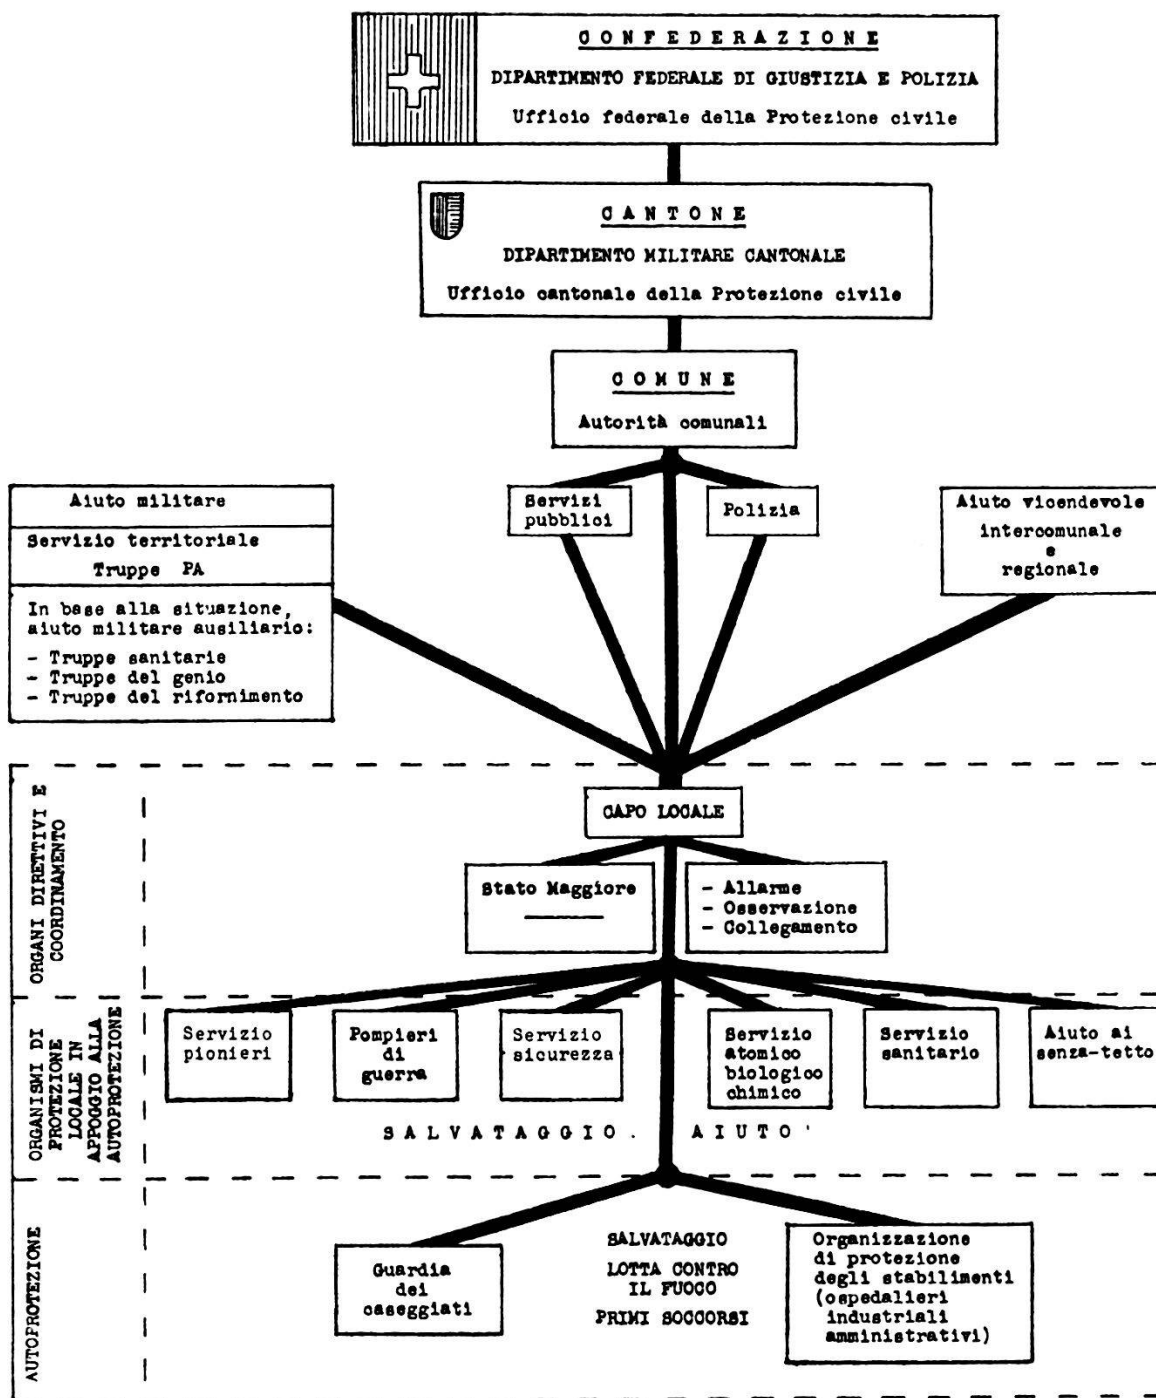 CONFEDERAZIONE
DIPARTIMENTO FEDERALE DI GIUSTIZIA E POLIZIA
Ufficio federale della Protezione civile
CANTONE
DIPARTIMENTO MILITARE CANTONALE
Ufficio cantonale della Protezione civile
COMUNE
Autorità comunali
Aiuto militare
Servizio territoriale
Truppe PA
In base alla situazione,
aiuto militare ausiliario:
- Truppe sanitarie
- Truppe del genio
- Truppe del rifornimento
Servizi
pubblici
Polizia
Aiuto vicendevole
intercomunale
e
regionale
ORGANI DIRETTIVI E
COORDINAMENTO
CAPO LOCALE
Stato Maggiore
- Allarme
- Osservazione
- Collegamento
ORGANISMI DI
PROTEZIONE
LOCALE IN
APPOGGIO ALLA
AUTOPROTEZIONE
Servizio
pionieri
Pompieri
di
guerra
Servizio
sicurezza
Servizio
atomico
biologico
chimico
Servizio
sanitario
Aiuto ai
senza-tetto
SALVATAGGIO . AIUTO
AUTOPROTEZIONE
Guardia
dei
caseggiati
SALVATAGGIO
LOTTA CONTRO
IL FUOCO
PRIMI SOCCORSI
Organizzazione
di protezione
degli stabilimenti
(ospedalieri
industriali
amministrativi)